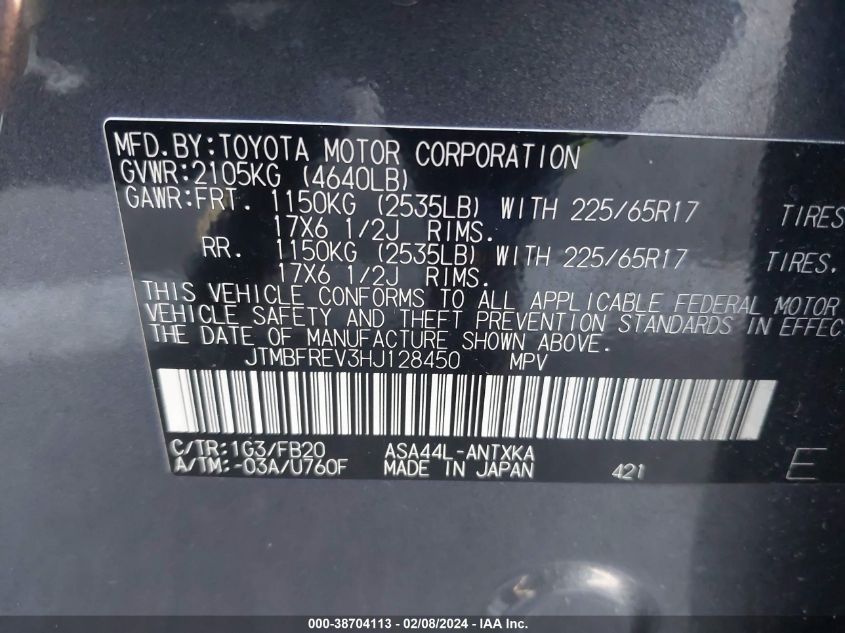 MFD. BY: TOYOTA MOTOR CORPORATION
GVWR: 2105KG (4640LB)
GAWR: FRT. 1150KG (2535LB) WITH 225/65R17 TIRES
17X6 1/2J RIMS.
RR. 1150KG (2535LB) WITH 225/65R17 TIRES.
17X6 1/2J RIMS.
THIS VEHICLE CONFORMS TO ALL APPLICABLE FEDERAL MOTOR
VEHICLE SAFETY AND THEFT PREVENTION STANDARDS IN EFFEC
THE DATE OF MANUFACTURE SHOWN ABOVE.
JTMBFREV3HJ128450 MPV
C/TR: 1G3/FB20 ASA44L-ANTXKA
A/TM: -03A/U760F MADE IN JAPAN 421 E
000-38704113 - 02/08/2024 - IAA Inc.